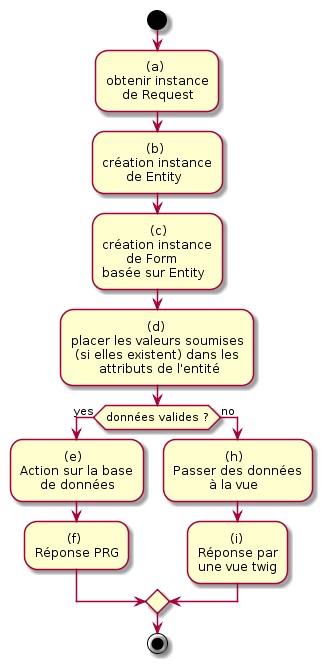 (a)
obtenir instance
de Request
(b)
création instance
de Entity
(c)
création instance
de Form
basée sur Entity
(d)
placer les valeurs soumises
(si elles existent) dans les
attributs de l'entité
données valides ?
yes
no
(e)
Action sur la base
de données
(h)
Passer des données
à la vue
(f)
Réponse PRG
(i)
Réponse par
une vue twig